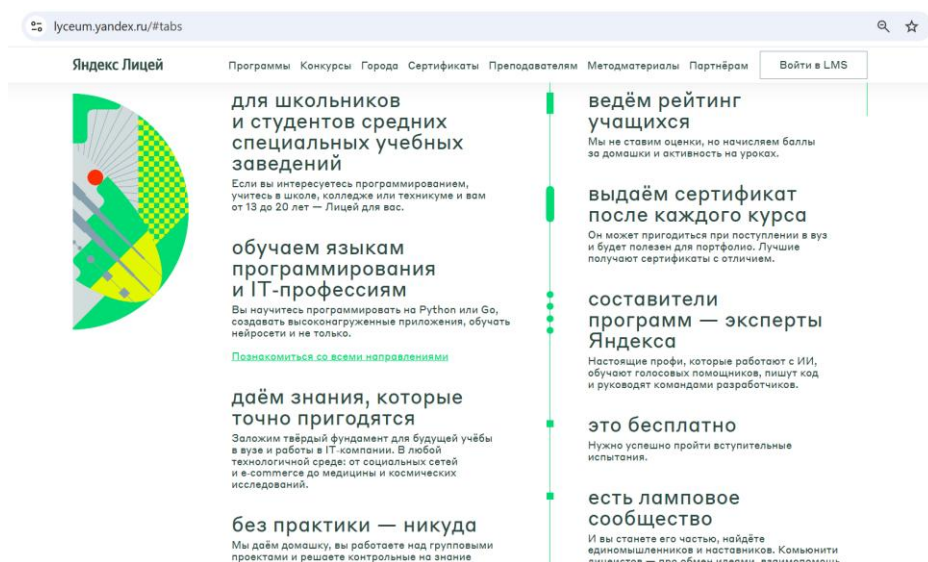 lyceum.yandex.ru/#tabs
Яндекс Лицей
Программы Конкурсы Города Сертификаты Преподавателям Методматериалы Партнёрам Войти в LMS
для школьников
и студентов средних
специальных учебных
заведений
Если вы интересуетесь программированием,
учитесь в школе, колледже или техникуме и вам
от 13 до 20 лет — Лицей для вас.
обучаем языкам
программирования
и IT-профессиям
Вы научитесь программировать на Python или Go,
создавать высоконагруженные приложения, обучать
нейросети и не только.
Познакомиться со всеми направлениями
даём знания, которые
точно пригодятся
Заложим твёрдый фундамент для будущей учёбы
в вузе и работы в IT-компании. В любой
технологичной среде: от социальных сетей
и e-commerce до медицины и космических
исследований.
без практики — никуда
Мы даём домашку, вы работаете над групповыми
проектами и решаете контрольные на знание
ведём рейтинг
учащихся
Мы не ставим оценки, но начисляем баллы
за домашки и активность на уроках.
выдаём сертификат
после каждого курса
Он может пригодиться при поступлении в вуз
и будет полезен для портфолио. Лучшие
получают сертификаты с отличием.
составители
программ — эксперты
Яндекса
Настоящие профи, которые работают с ИИ,
обучают голосовых помощников, пишут код
и руководят командами разработчиков.
это бесплатно
Нужно успешно пройти вступительные
испытания.
есть ламповое
сообщество
И вы станете его частью, найдёте
единомышленников и наставников. Комьюнити
лицеистов — про обмен идеями, взаимопомощь